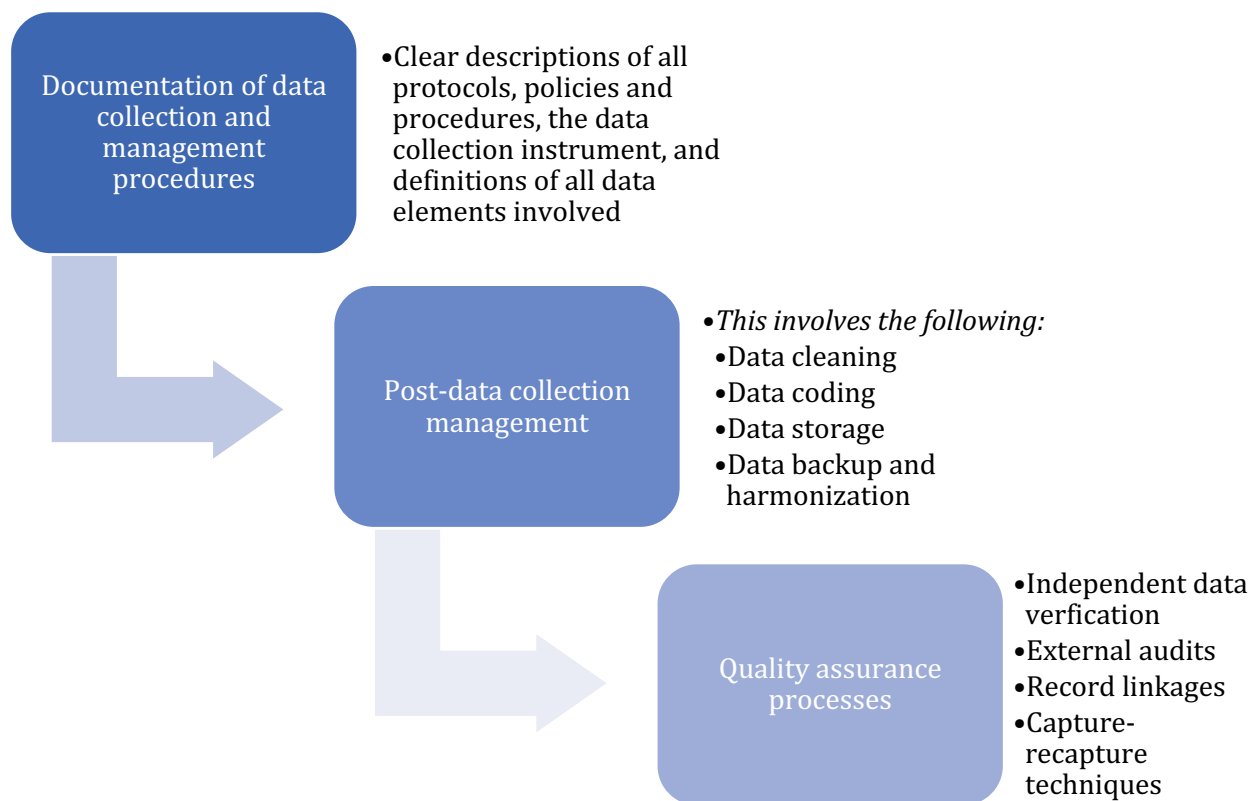 Documentation of data
collection and
management
procedures
•Clear descriptions of all
protocols, policies and
procedures, the data
collection instrument, and
definitions of all data
elements involved
Post-data collection
management
•This involves the following:
•Data cleaning
•Data coding
•Data storage
•Data backup and
harmonization
Quality assurance
processes
•Independent data
verfication
•External audits
•Record linkages
•Capture-
recapture
techniques